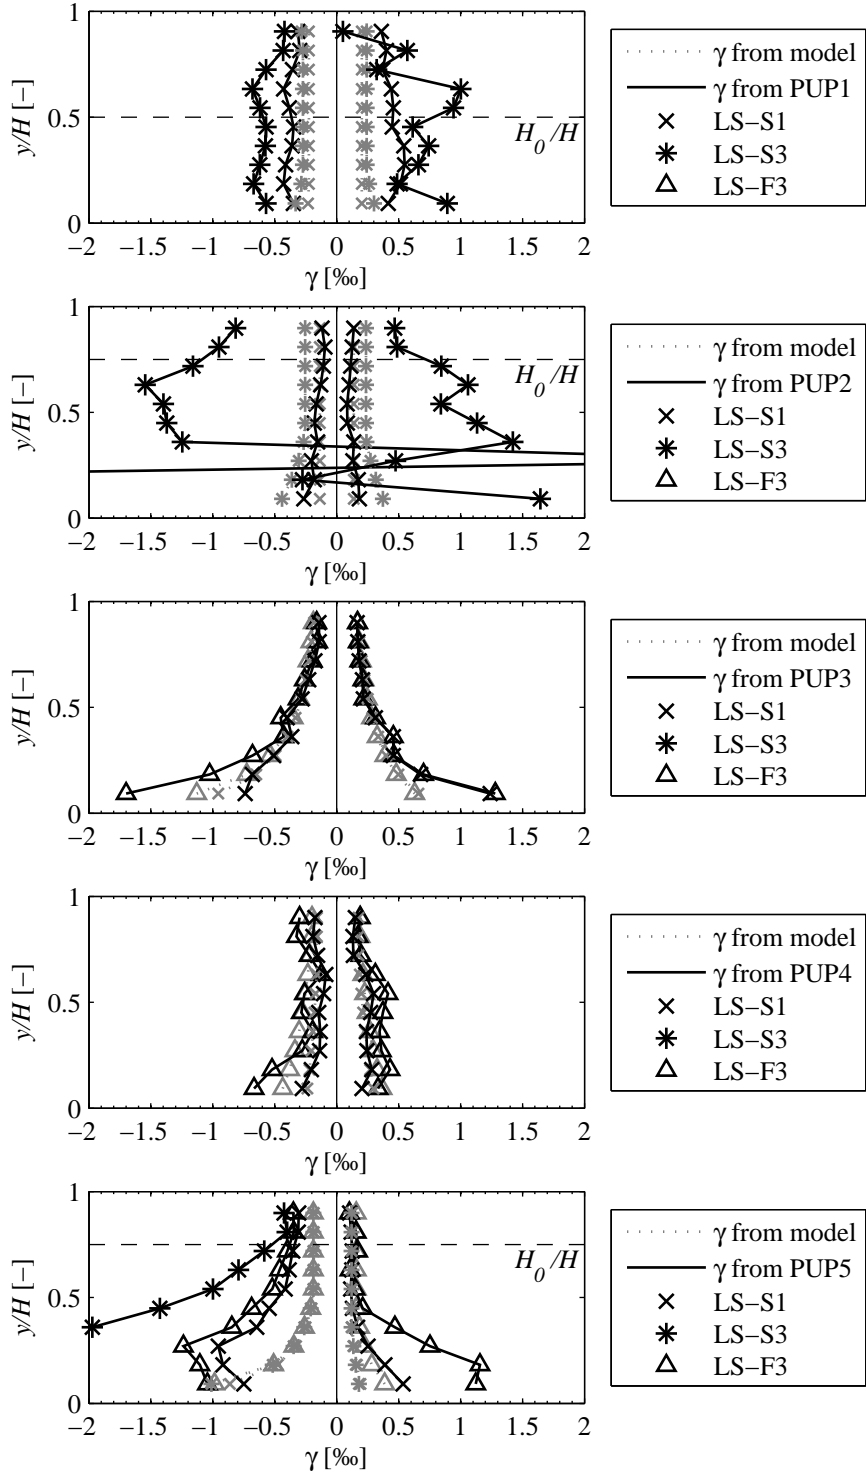 1
0.5
0
y/H [−]
H0/H
−2 −1.5 −1 −0.5 0 0.5 1 1.5 2
γ [‰]
γ from model
γ from PUP1
LS−S1
LS−S3
LS−F3
1
0.5
0
y/H [−]
H0/H
−2 −1.5 −1 −0.5 0 0.5 1 1.5 2
γ [‰]
γ from model
γ from PUP2
LS−S1
LS−S3
LS−F3
1
0.5
0
y/H [−]
−2 −1.5 −1 −0.5 0 0.5 1 1.5 2
γ [‰]
γ from model
γ from PUP3
LS−S1
LS−S3
LS−F3
1
0.5
0
y/H [−]
−2 −1.5 −1 −0.5 0 0.5 1 1.5 2
γ [‰]
γ from model
γ from PUP4
LS−S1
LS−S3
LS−F3
1
0.5
0
y/H [−]
H0/H
−2 −1.5 −1 −0.5 0 0.5 1 1.5 2
γ [‰]
γ from model
γ from PUP5
LS−S1
LS−S3
LS−F3